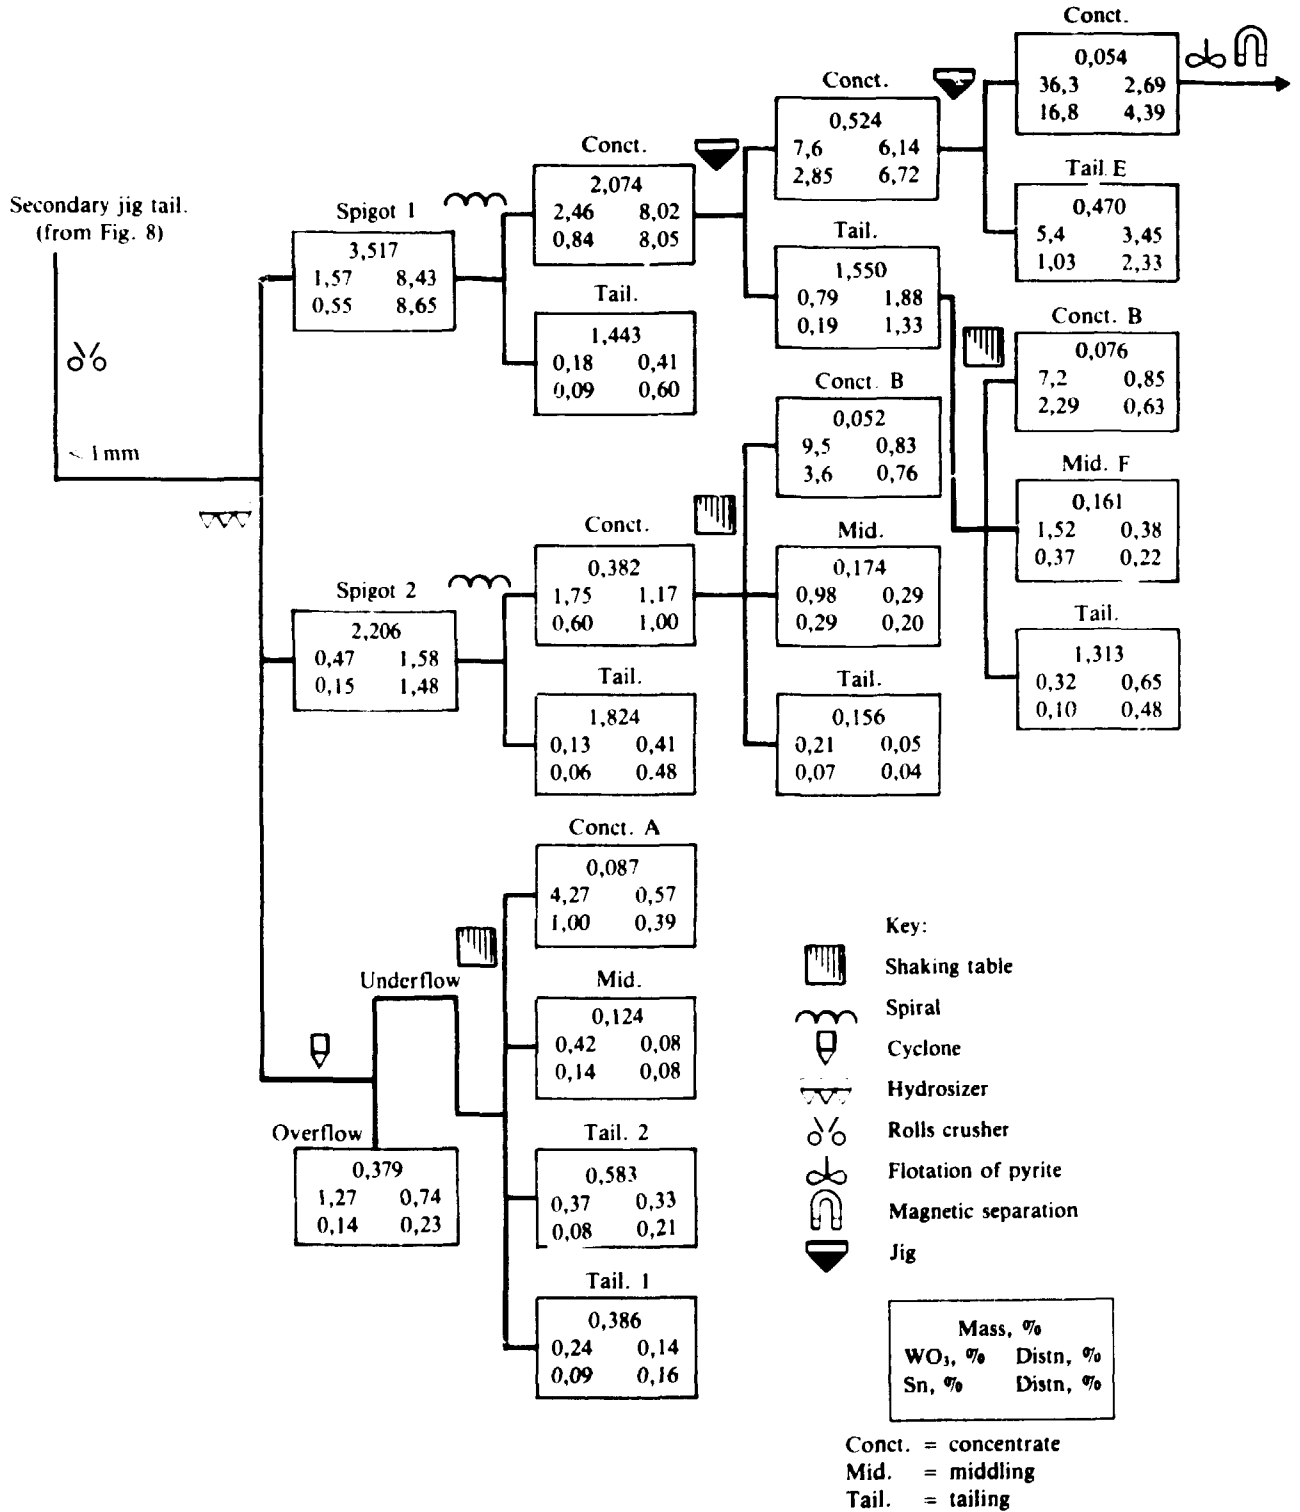 Secondary jig tail.
(from Fig. 8)
< 1mm
Spigot 1
3,517
1,57 8,43
0,55 8,65
Conct.
2,074
2,46 8,02
0,84 8,05
Tail.
1,443
0,18 0,41
0,09 0,60
Conct.
0,524
7,6 6,14
2,85 6,72
Tail.
1,550
0,79 1,88
0,19 1,33
Conct.
0,054
36,3 2,69
16,8 4,39
Tail. E
0,470
5,4 3,45
1,03 2,33
Conct. B
0,076
7,2 0,85
2,29 0,63
Mid. F
0,161
1,52 0,38
0,37 0,22
Tail.
1,313
0,32 0,65
0,10 0,48
Spigot 2
2,206
0,47 1,58
0,15 1,48
Conct.
0,382
1,75 1,17
0,60 1,00
Tail.
1,824
0,13 0,41
0,06 0.48
Conct. B
0,052
9,5 0,83
3,6 0,76
Mid.
0,174
0,98 0,29
0,29 0,20
Tail.
0,156
0,21 0,05
0,07 0,04
Underflow
Overflow
0,379
1,27 0,74
0,14 0,23
Conct. A
0,087
4,27 0,57
1,00 0,39
Mid.
0,124
0,42 0,08
0,14 0,08
Tail. 2
0,583
0,37 0,33
0,08 0,21
Tail. 1
0,386
0,24 0,14
0,09 0,16
Key:
Shaking table
Spiral
Cyclone
Hydrosizer
Rolls crusher
Flotation of pyrite
Magnetic separation
Jig
Mass, %
WO₃, % Distn, %
Sn, % Distn, %
Conct. = concentrate
Mid. = middling
Tail. = tailing